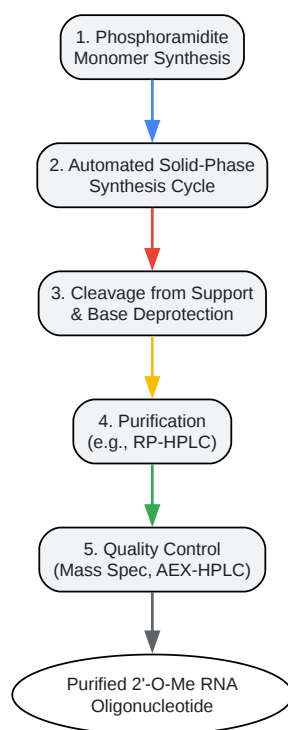 1. Phosphoramidite
Monomer Synthesis
2. Automated Solid-Phase
Synthesis Cycle
3. Cleavage from Support
& Base Deprotection
4. Purification
(e.g., RP-HPLC)
5. Quality Control
(Mass Spec, AEX-HPLC)
Purified 2'-O-Me RNA
Oligonucleotide